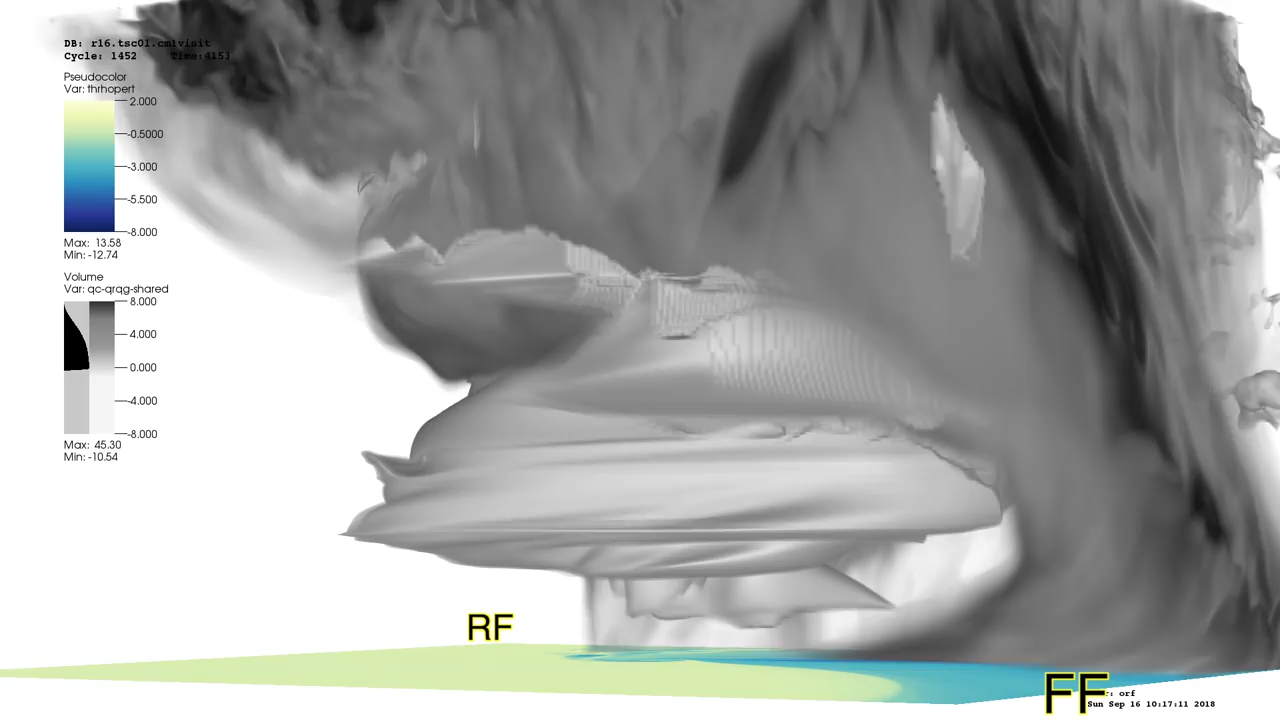 DB: r16.tsc01.cm1visit
Cycle: 1452 Time:4153
Pseudocolor
Var: thrhopert
2.000
-0.5000
-3.000
-5.500
-8.000
Max: 13.58
Min: -12.74
Volume
Var: qc-qrqg-shared
8.000
4.000
0.000
-4.000
-8.000
Max: 45.30
Min: -10.54
RF
FF
: orf
Sun Sep 16 10:17:11 2018